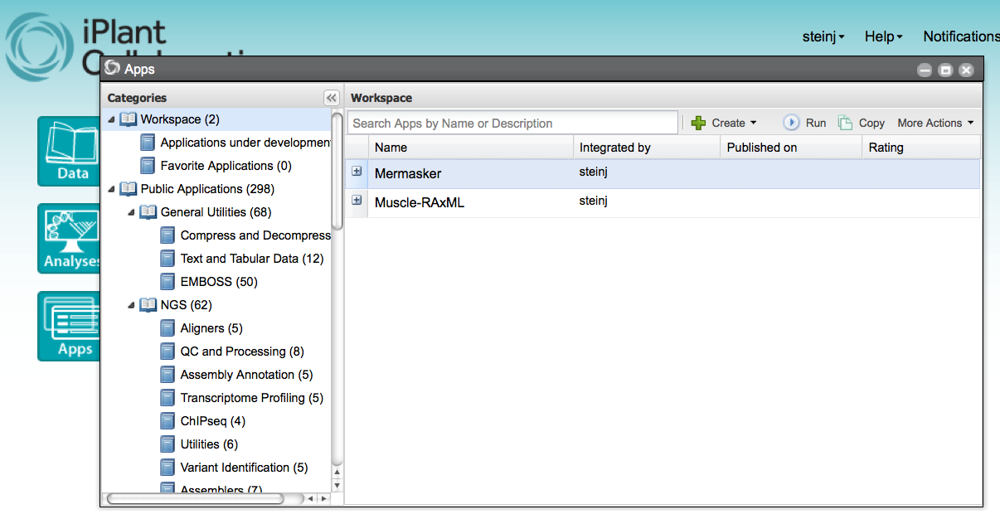 iPlant
steinj
Help
Notifications
Apps
Categories
Workspace
Workspace (2)
Search Apps by Name or Description
Create
Run
Copy
More Actions
Applications under developmen
Name
Integrated by
Published on
Rating
Favorite Applications (0)
Mermasker
steinj
Data
Public Applications (298)
Muscle-RAxML
steinj
General Utilities (68)
Compress and Decompress
Analyses
Text and Tabular Data (12)
EMBOSS (50)
NGS (62)
Aligners (5)
Apps
QC and Processing (8)
Assembly Annotation (5)
Transcriptome Profiling (5)
ChIPseq (4)
Utilities (6)
Variant Identification (5)
Assemblers (7)